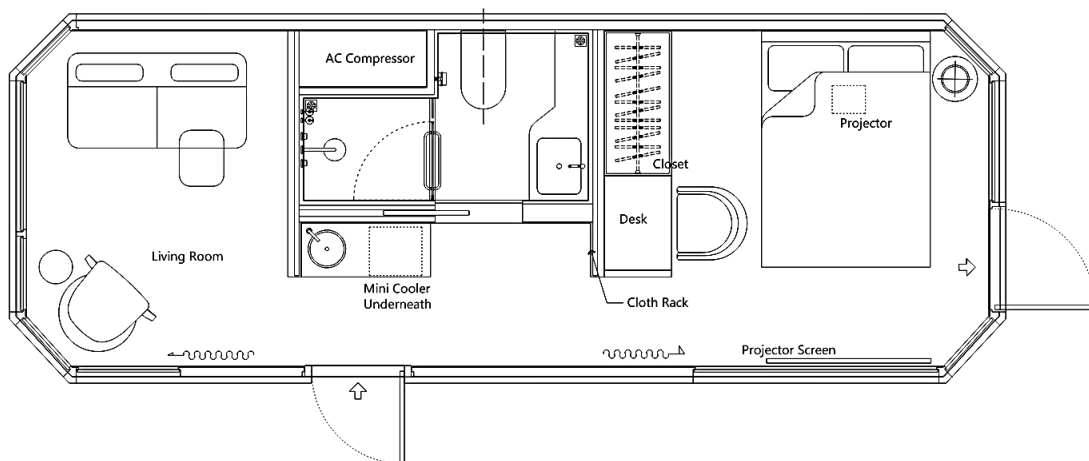 AC Compressor
Projector
Closet
Desk
Living Room
Mini Cooler
Underneath
Cloth Rack
Projector Screen